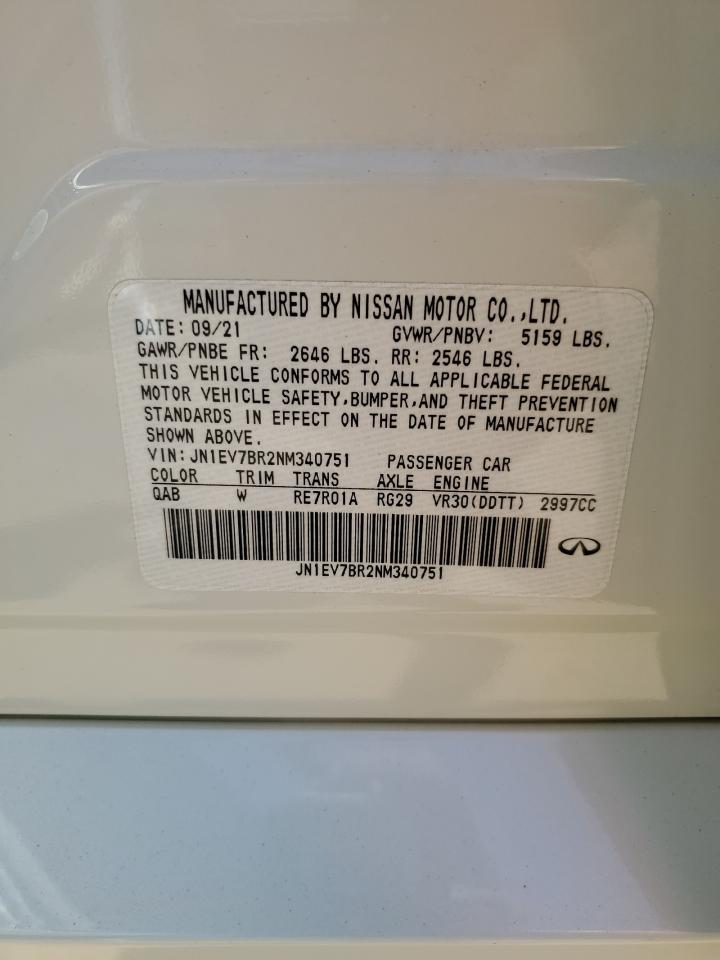 MANUFACTURED BY NISSAN MOTOR CO.,LTD.
DATE: 09/21 GVWR/PNBV: 5159 LBS.
GAWR/PNBE FR: 2646 LBS. RR: 2546 LBS.
THIS VEHICLE CONFORMS TO ALL APPLICABLE FEDERAL
MOTOR VEHICLE SAFETY,BUMPER,AND THEFT PREVENTION
STANDARDS IN EFFECT ON THE DATE OF MANUFACTURE
SHOWN ABOVE.
VIN: JN1EV7BR2NM340751 PASSENGER CAR
COLOR TRIM TRANS AXLE ENGINE
QAB W RE7R01A RG29 VR30(DDTT) 2997CC
JN1EV7BR2NM340751